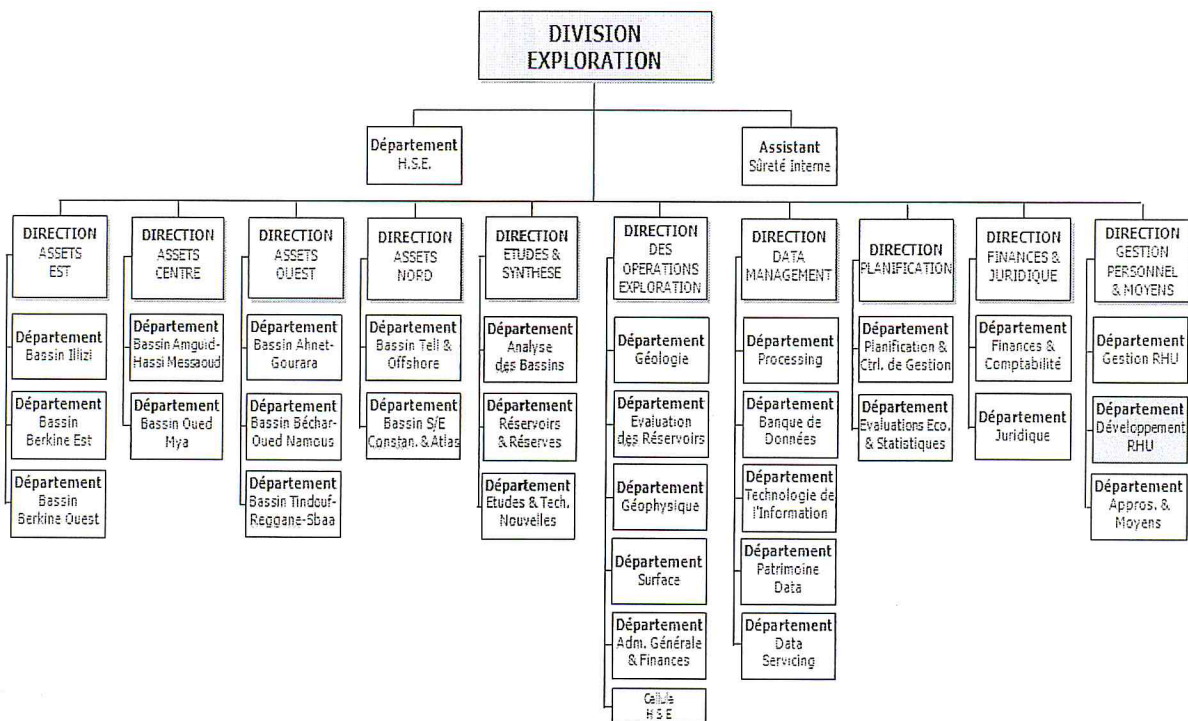 DIVISION
EXPLORATION
Département
H.S.E.
Assistant
Sûreté Interne
DIRECTION
ASSETS
EST
Département
Bassin Illizi
Département
Bassin
Berkine Est
Département
Bassin
Berkine Ouest
DIRECTION
ASSETS
CENTRE
Département
Bassin Amguid-
Hassi Messaoud
Département
Bassin Oued
Mya
DIRECTION
ASSETS
OUEST
Département
Bassin Ahnet-
Gourara
Département
Bassin Béchar-
Oued Namous
Département
Bassin Tindouf-
Reggane-Sbaa
DIRECTION
ASSETS
NORD
Département
Bassin Tell &
Offshore
Département
Bassin S/E
Constan. & Atlas
DIRECTION
ETUDES &
SYNTHESE
Département
Analyse
des Bassins
Département
Réservoirs
& Réserves
Département
Etudes & Tech.
Nouvelles
DIRECTION
DES
OPERATIONS
EXPLORATION
Département
Géologie
Département
Evaluation
des Réservoirs
Département
Géophysique
Département
Surface
Département
Adm. Générale
& Finances
Cellule
H S E
DIRECTION
DATA
MANAGEMENT
Département
Processing
Département
Banque de
Données
Département
Technologie de
l'Information
Département
Patrimoine
Data
Département
Data
Servicing
DIRECTION
PLANIFICATION
Département
Planification &
Ctrl. de Gestion
Département
Evaluations Eco.
& Statistiques
DIRECTION
FINANCES &
JURIDIQUE
Département
Finances &
Comptabilité
Département
Juridique
DIRECTION
GESTION
PERSONNEL
& MOYENS
Département
Gestion RHU
Département
Développement
RHU
Département
Appros. &
Moyens